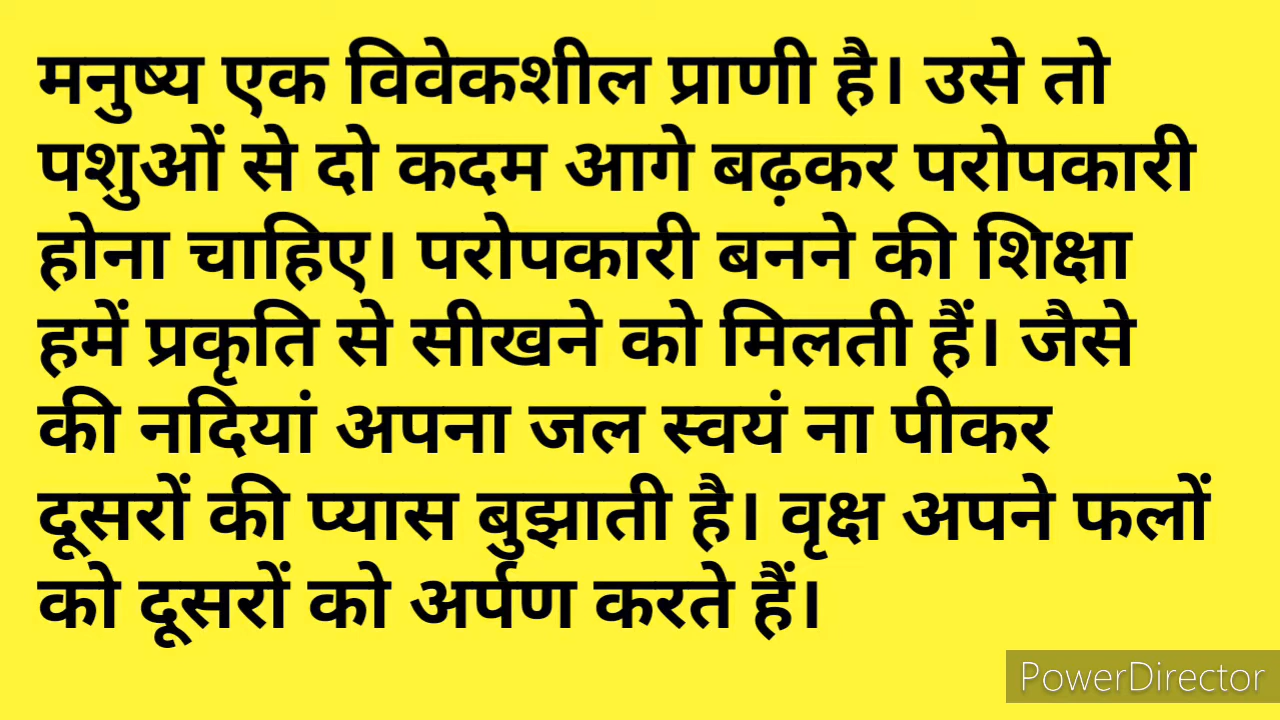 मनुष्य एक विवेकशील प्राणी है। उसे तो
पशुओं से दो कदम आगे बढ़कर परोपकारी
होना चाहिए। परोपकारी बनने की शिक्षा
हमें प्रकृति से सीखने को मिलती हैं। जैसे
की नदियां अपना जल स्वयं ना पीकर
दूसरों की प्यास बुझाती है। वृक्ष अपने फलों
को दूसरों को अर्पण करते हैं।
PowerDirector